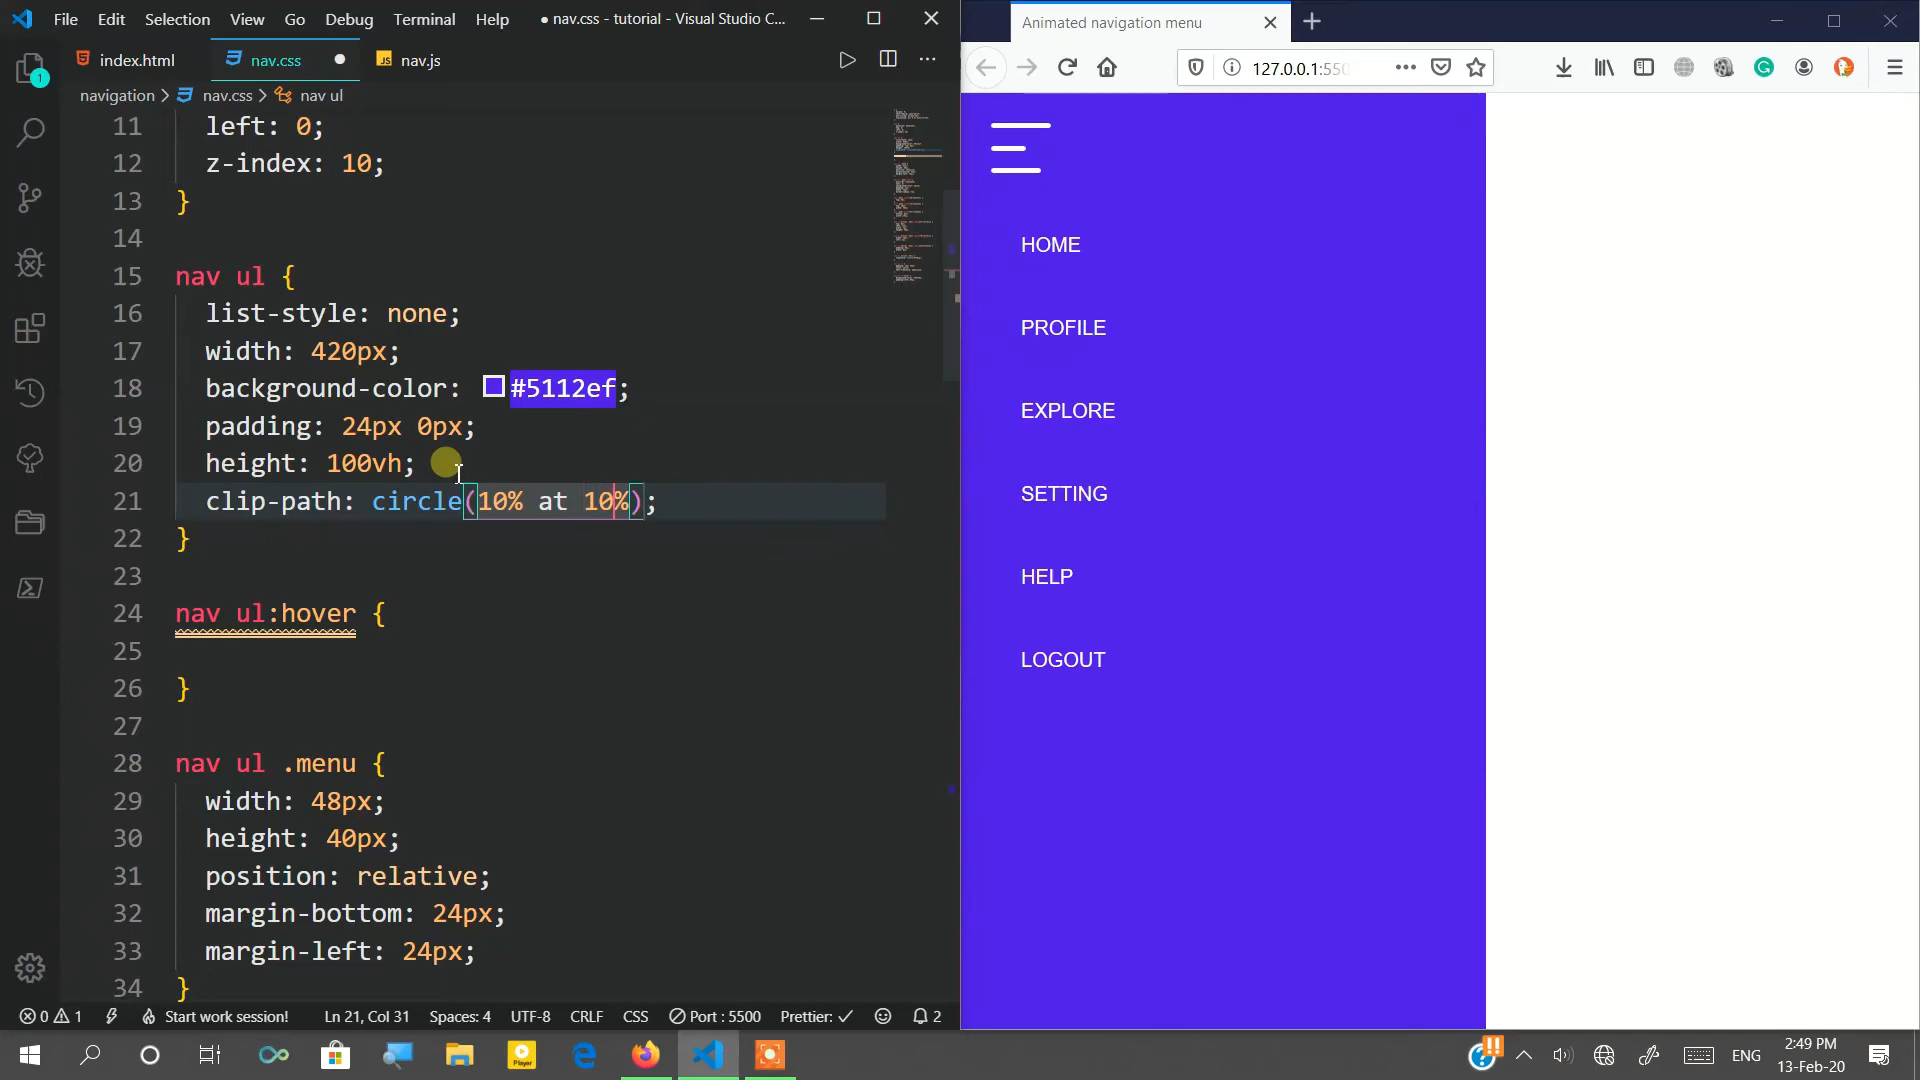 File Edit Selection View Go Debug Terminal Help ● nav.css - tutorial - Visual Studio C...
index.html nav.css ● nav.js
navigation > nav.css > nav ul
11 left: 0;
12 z-index: 10;
13 }
14
15 nav ul {
16 list-style: none;
17 width: 420px;
18 background-color: #5112ef;
19 padding: 24px 0px;
20 height: 100vh;
21 clip-path: circle(10% at 10%);
22 }
23
24 nav ul:hover {
25
26 }
27
28 nav ul .menu {
29 width: 48px;
30 height: 40px;
31 position: relative;
32 margin-bottom: 24px;
33 margin-left: 24px;
34 }
0 1 Start work session! Ln 21, Col 31 Spaces: 4 UTF-8 CRLF CSS Port : 5500 Prettier: ✓ 2
1
Animated navigation menu
127.0.0.1:550
HOME
PROFILE
EXPLORE
SETTING
HELP
LOGOUT
Player
ENG
2:49 PM
13-Feb-20